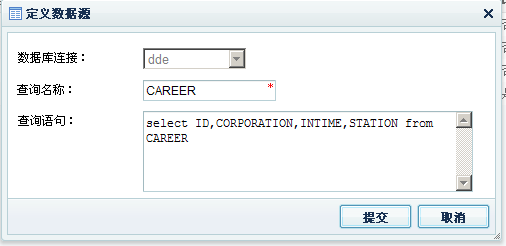 定义数据源
数据库连接：
dde
查询名称：
CAREER
*
查询语句：
select ID,CORPORATION,INTIME,STATION from
CAREER
提交
取消